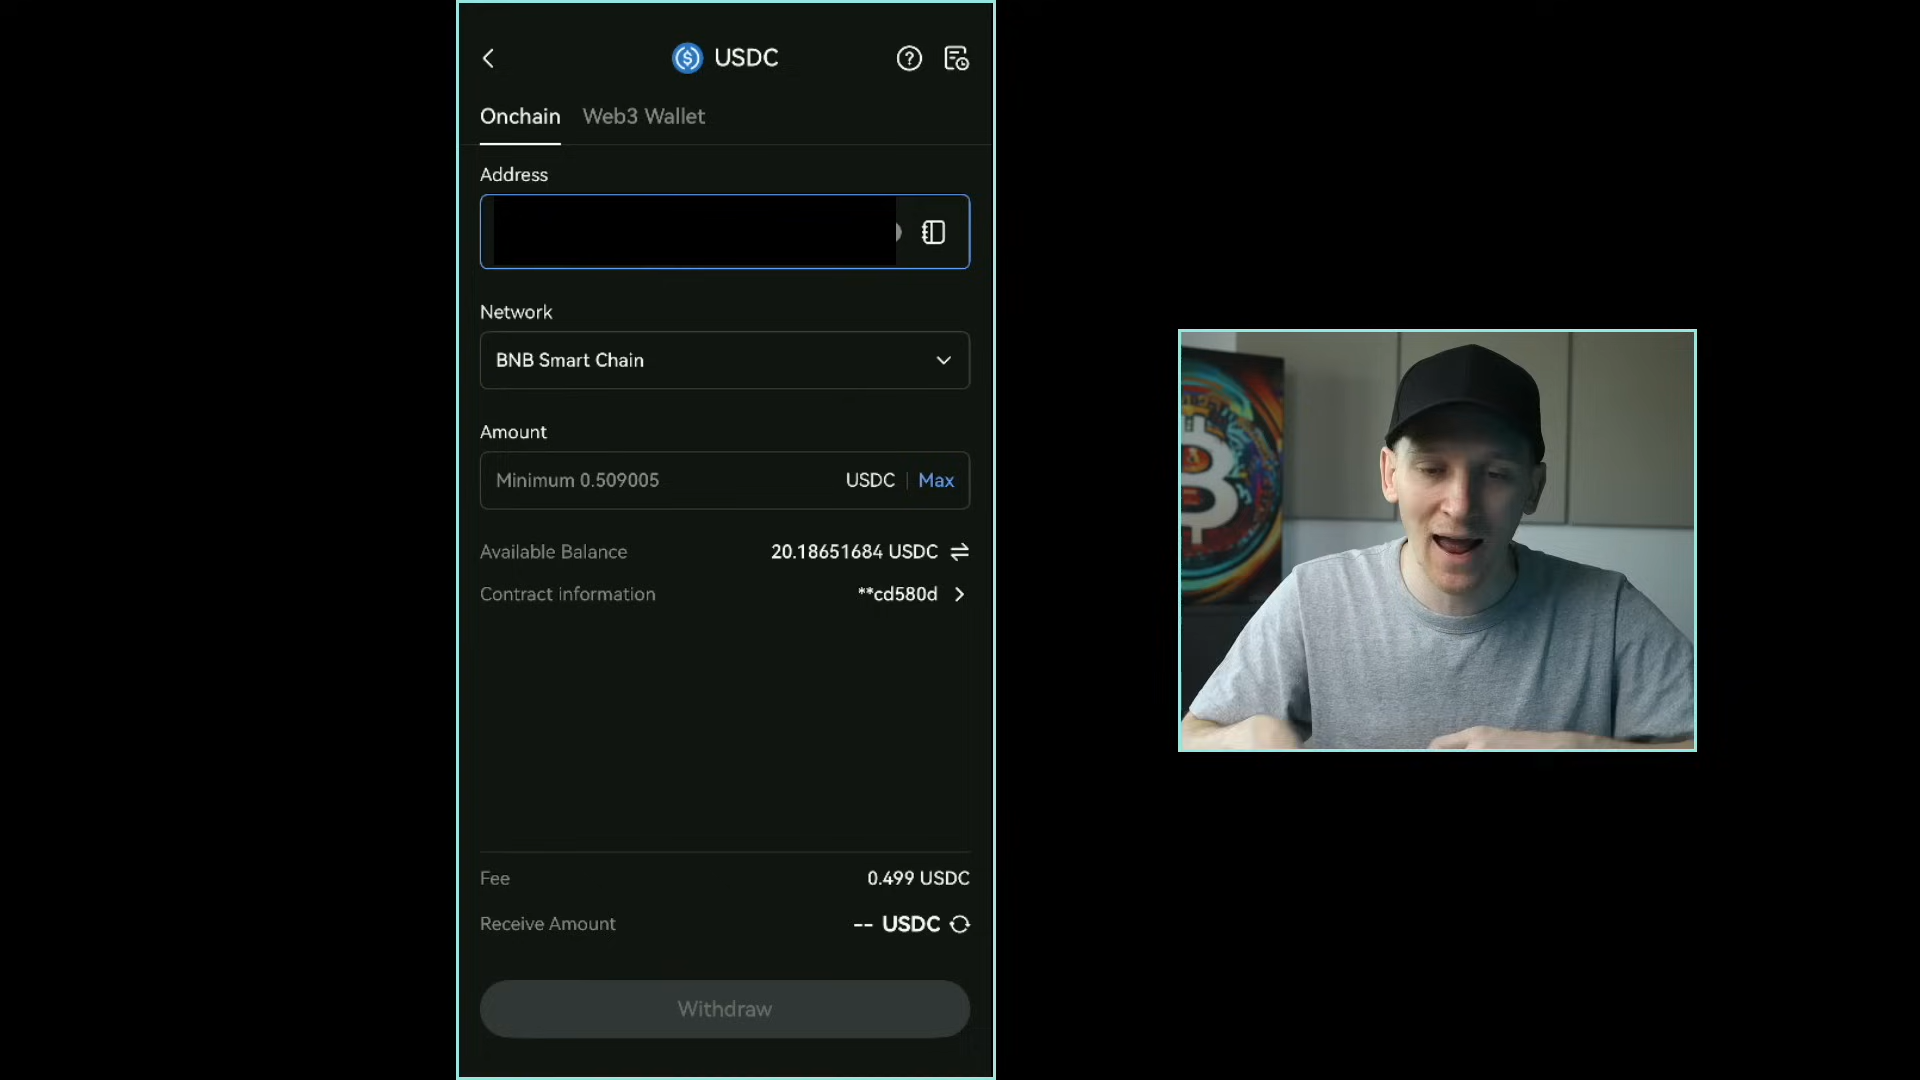 USDC
Onchain Web3 Wallet
Address
Network
BNB Smart Chain
Amount
Minimum 0.509005 USDC Max
Available Balance 20.18651684 USDC
Contract information **cd580d
Fee 0.499 USDC
Receive Amount -- USDC
Withdraw